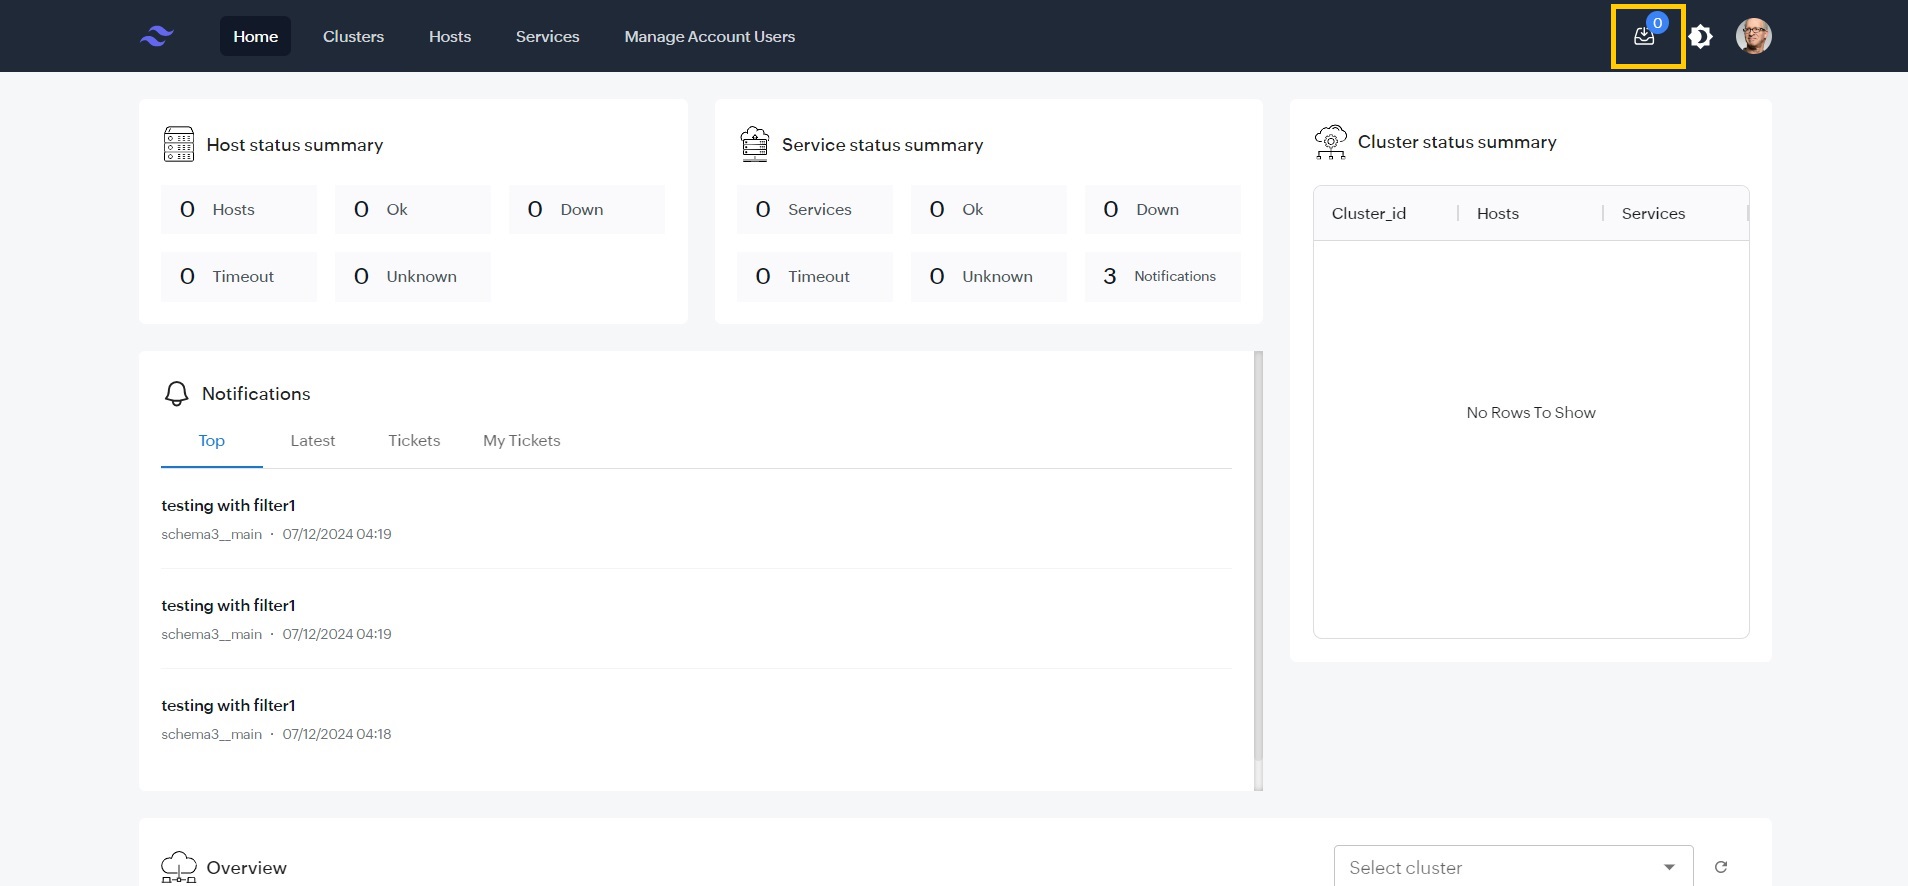 Home Clusters Hosts Services Manage Account Users 0
Host status summary
0 Hosts 0 Ok 0 Down
0 Timeout 0 Unknown
Service status summary
0 Services 0 Ok 0 Down
0 Timeout 0 Unknown 3 Notifications
Cluster status summary
Cluster_id Hosts Services
No Rows To Show
Notifications
Top Latest Tickets My Tickets
testing with filter1
schema3__main · 07/12/2024 04:19
testing with filter1
schema3__main · 07/12/2024 04:19
testing with filter1
schema3__main · 07/12/2024 04:18
Overview
Select cluster